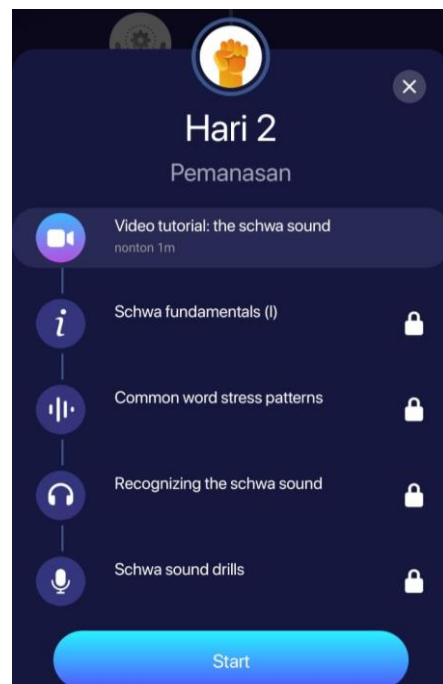 Hari 2
Pemanasan
Video tutorial: the schwa sound
nonton 1m
Schwa fundamentals (I)
Common word stress patterns
Recognizing the schwa sound
Schwa sound drills
Start